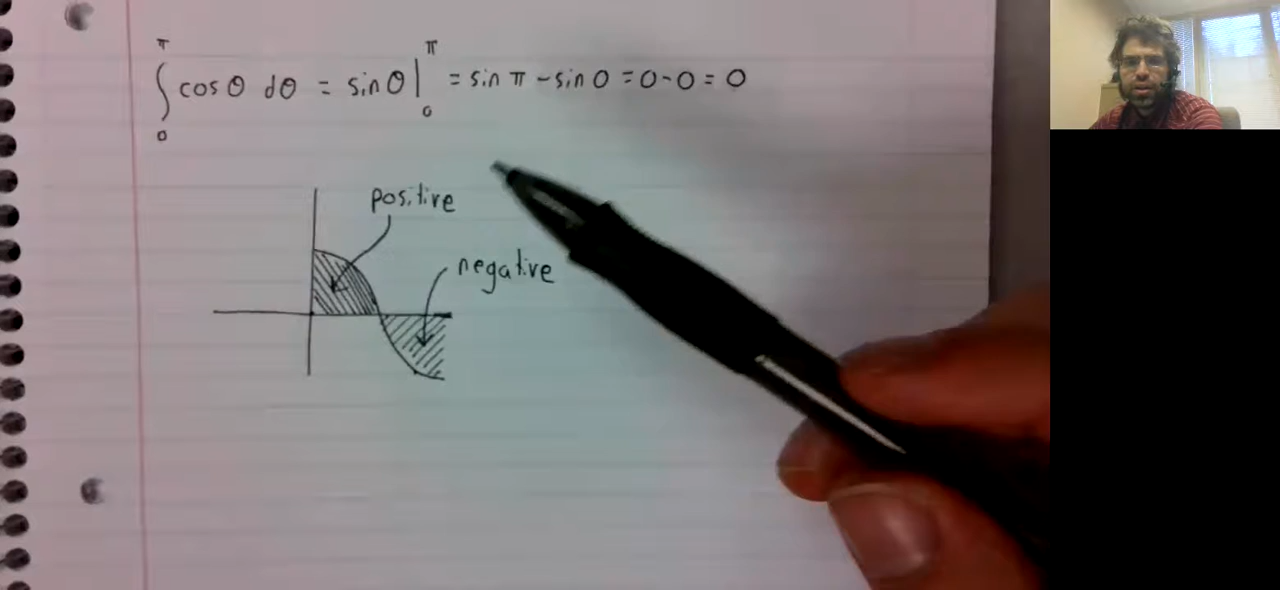 ∫₀^π cos θ dθ = sin θ |₀^π = sin π - sin 0 = 0 - 0 = 0
positive
negative